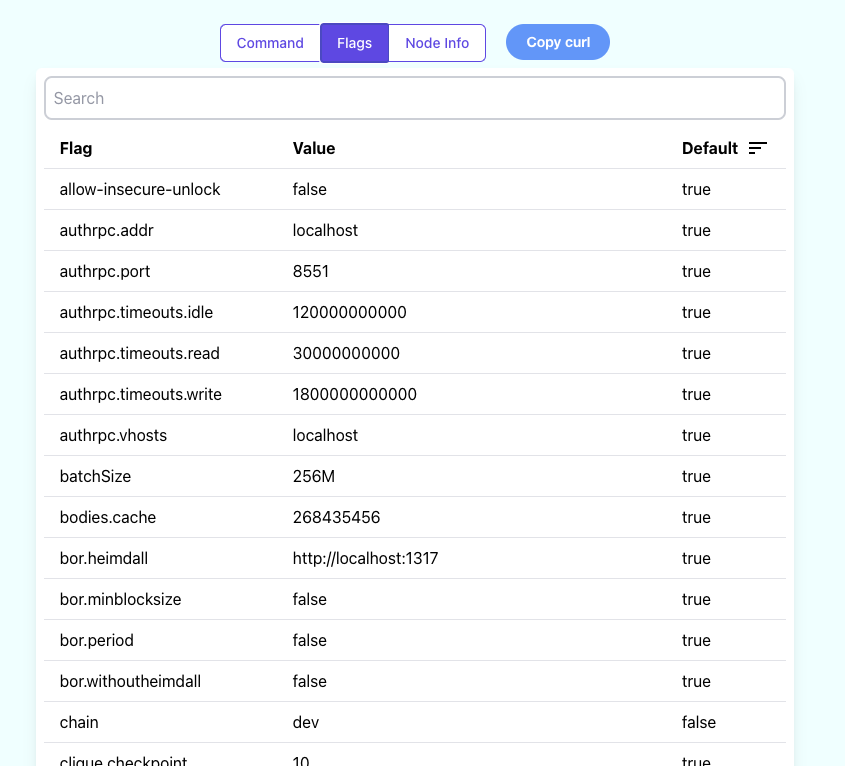 Command Flags Node Info Copy curl
Search
Flag Value Default
allow-insecure-unlock false true
authrpc.addr localhost true
authrpc.port 8551 true
authrpc.timeouts.idle 120000000000 true
authrpc.timeouts.read 30000000000 true
authrpc.timeouts.write 1800000000000 true
authrpc.vhosts localhost true
batchSize 256M true
bodies.cache 268435456 true
bor.heimdall http://localhost:1317 true
bor.minblocksize false true
bor.period false true
bor.withoutheimdall false true
chain dev false
clique.checkpoint 10 true